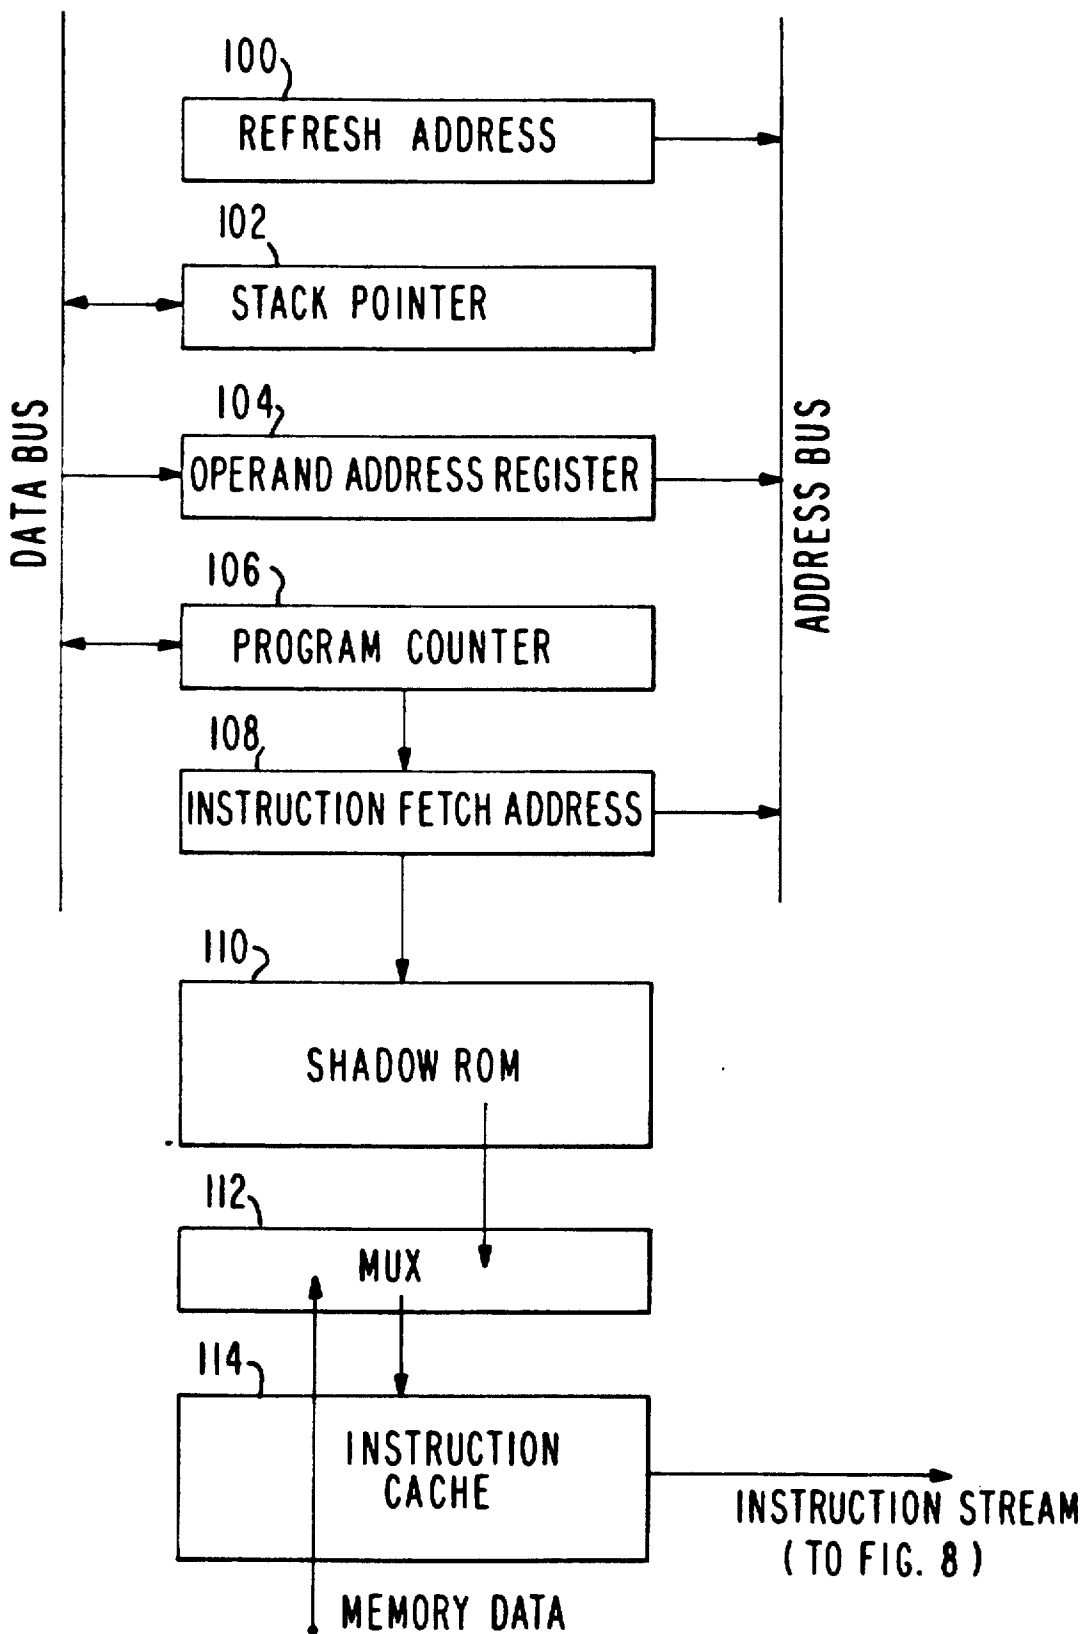 100
REFRESH ADDRESS
102
STACK POINTER
DATA BUS
104
OPERAND ADDRESS REGISTER
ADDRESS BUS
106
PROGRAM COUNTER
108
INSTRUCTION FETCH ADDRESS
110
SHADOW ROM
112
MUX
114
INSTRUCTION
CACHE
INSTRUCTION STREAM
(TO FIG. 8)
MEMORY DATA